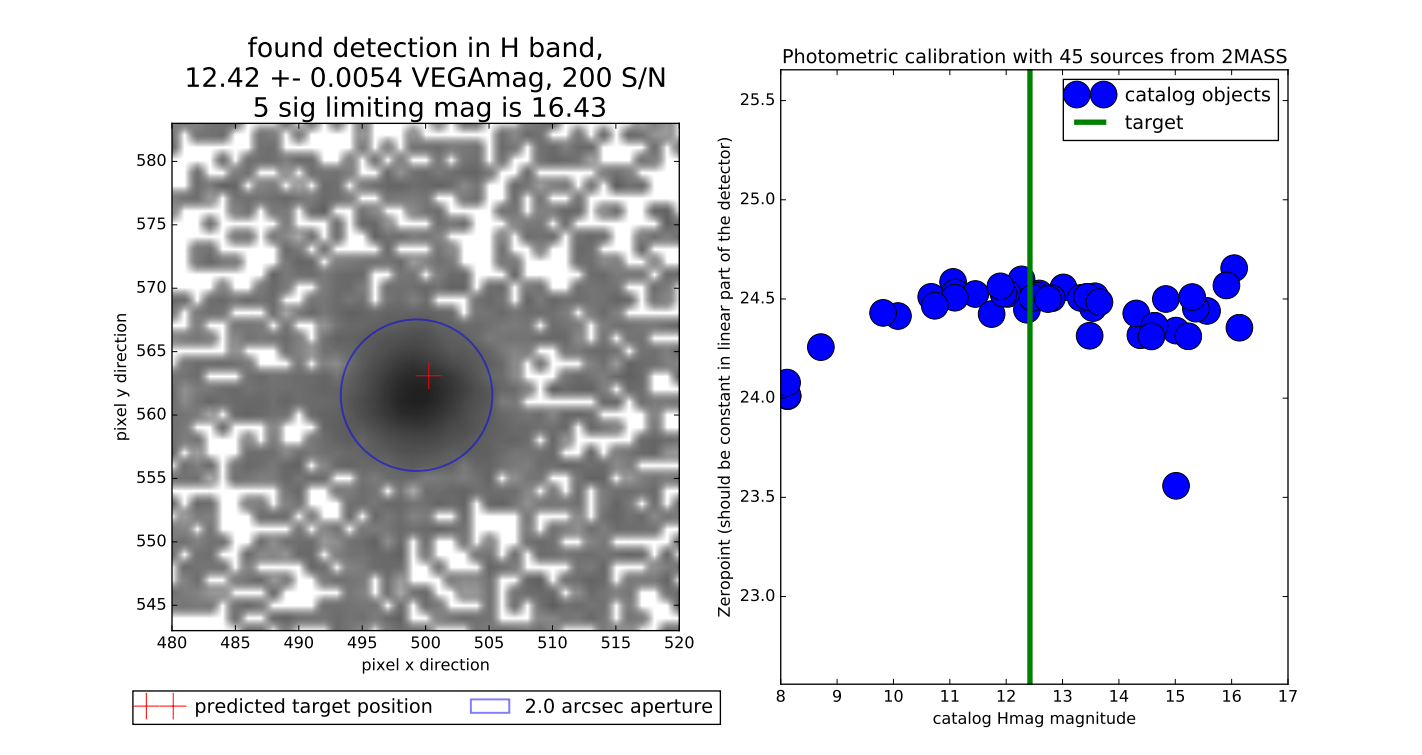 found detection in H band,
12.42 +- 0.0054 VEGAmag, 200 S/N
5 sig limiting mag is 16.43
580
575
570
565
560
555
550
545
pixel y direction
480 485 490 495 500 505 510 515 520
pixel x direction
predicted target position
2.0 arcsec aperture
Photometric calibration with 45 sources from 2MASS
catalog objects
target
25.5
25.0
24.5
24.0
23.5
23.0
Zeropoint (should be constant in linear part of the detector)
8 9 10 11 12 13 14 15 16 17
catalog Hmag magnitude